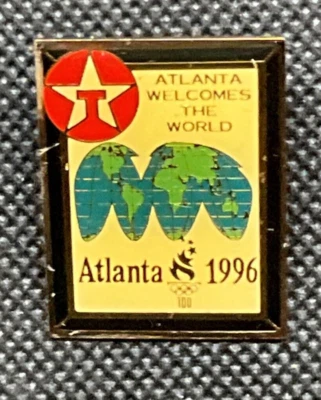 T
ATLANTA
WELCOMES
THE
WORLD
Atlanta 1996
100